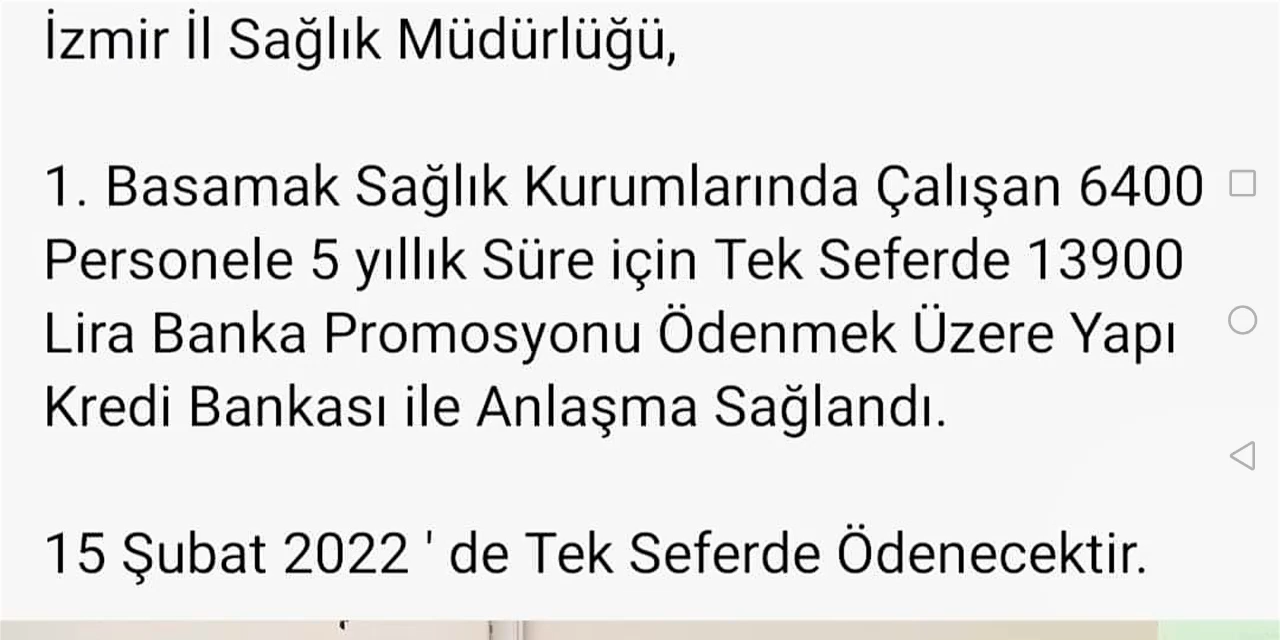 İzmir İl Sağlık Müdürlüğü,
1. Basamak Sağlık Kurumlarında Çalışan 6400
Personele 5 yıllık Süre için Tek Seferde 13900
Lira Banka Promosyonu Ödenmek Üzere Yapı
Kredi Bankası ile Anlaşma Sağlandı.
15 Şubat 2022 ' de Tek Seferde Ödenecektir.